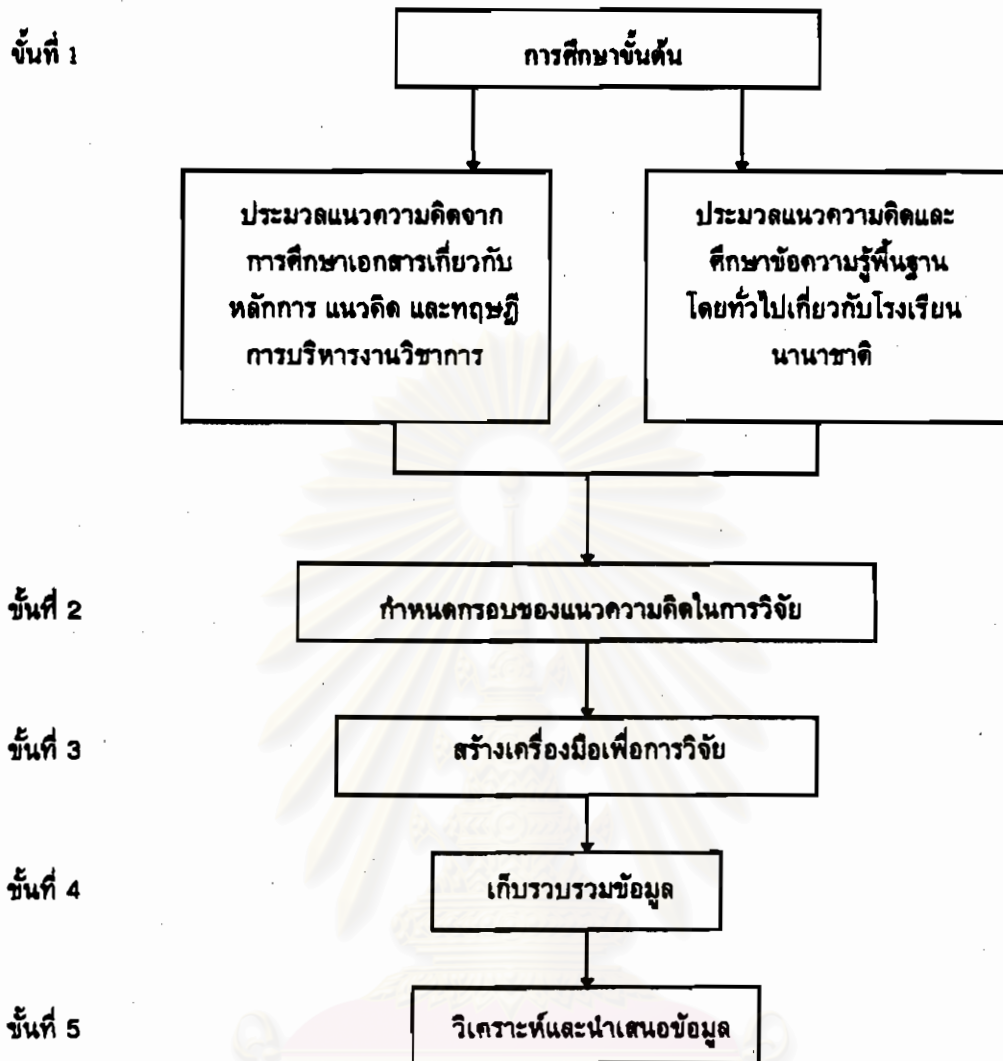 ขั้นที่ 1
การศึกษาขั้นต้น
ประมวลแนวความคิดจาก
การศึกษาเอกสารเกี่ยวกับ
หลักการ แนวคิด และทฤษฎี
การบริหารงานวิชาการ
ประมวลแนวความคิดและ
ศึกษาข้อความรู้พื้นฐาน
โดยทั่วไปเกี่ยวกับโรงเรียน
นานาชาติ
ขั้นที่ 2
กำหนดกรอบของแนวความคิดในการวิจัย
ขั้นที่ 3
สร้างเครื่องมือเพื่อการวิจัย
ขั้นที่ 4
เก็บรวบรวมข้อมูล
ขั้นที่ 5
วิเคราะห์และนำเสนอข้อมูล